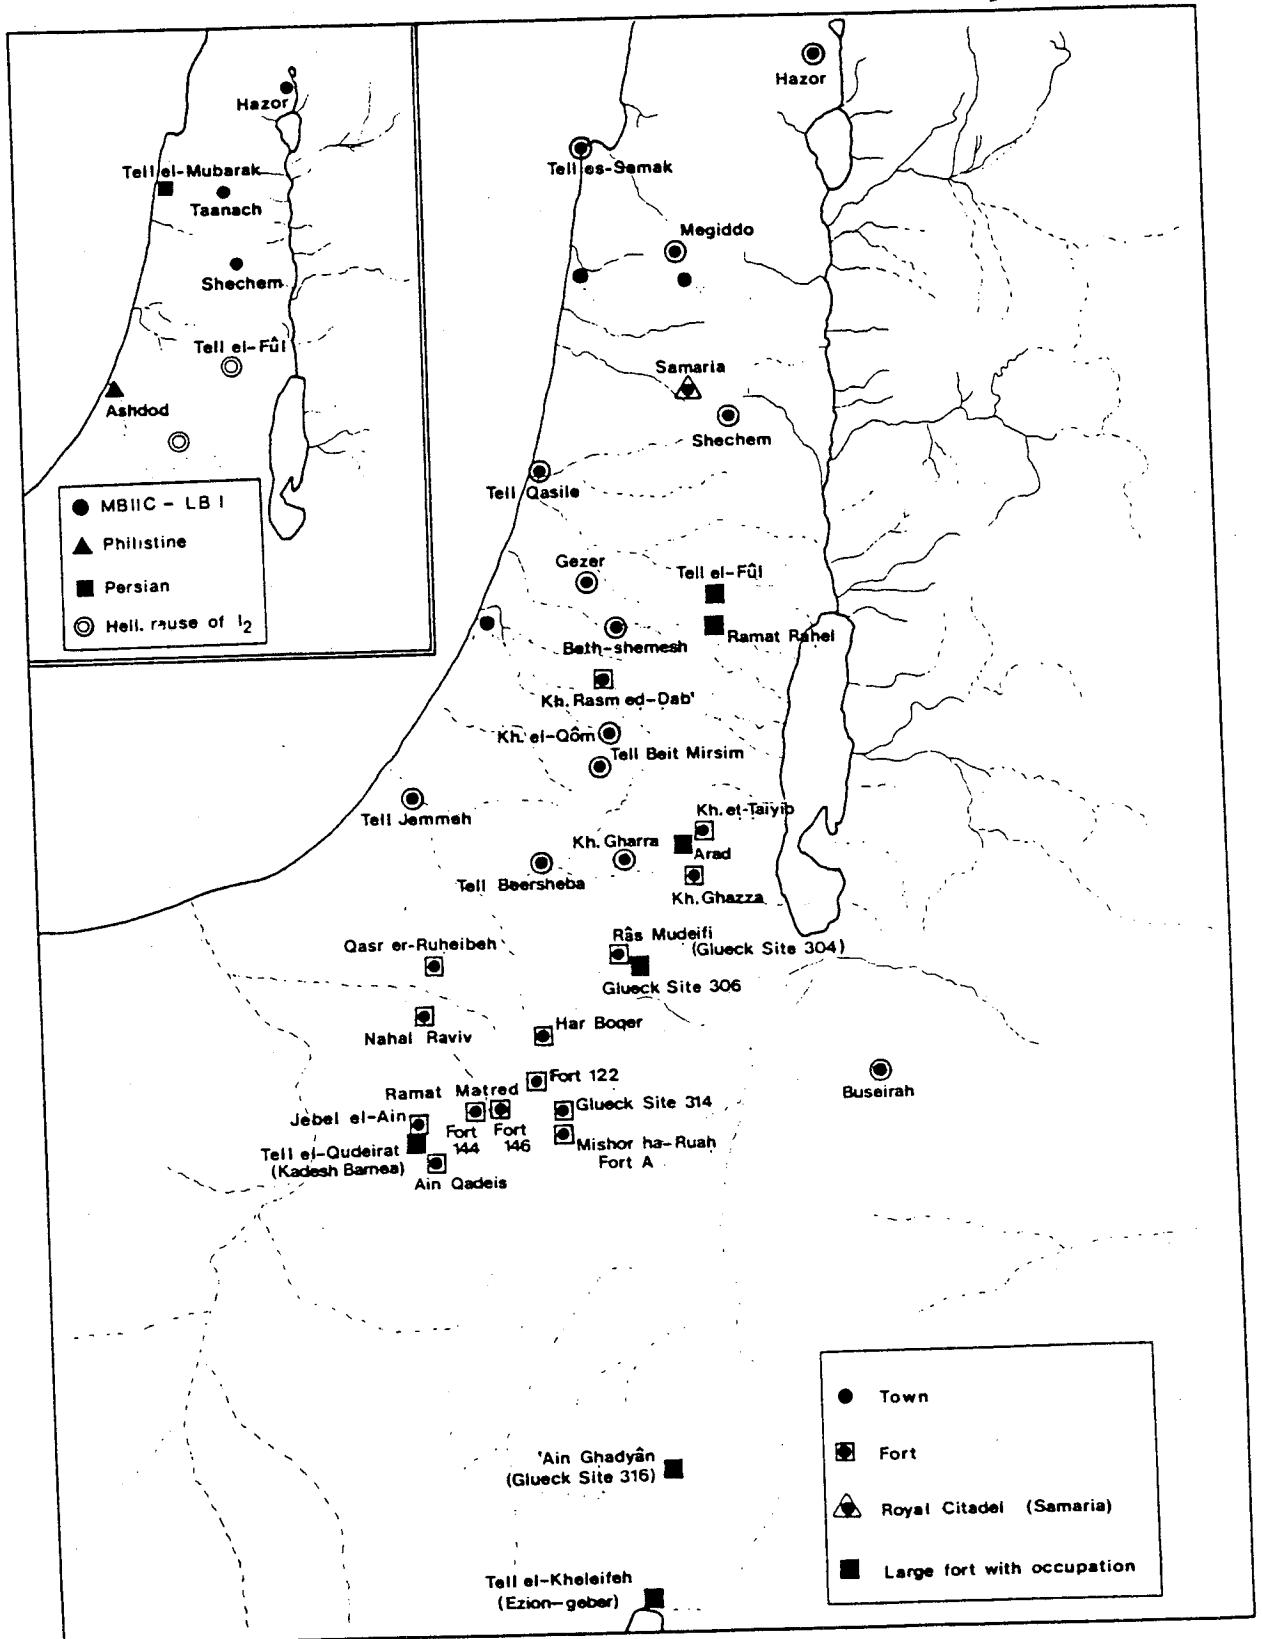 Hazor
Tell el-Mubarak
Taanach
Shechem
Tell el-Fûl
Ashdod
MBIIC - LB I
Philistine
Persian
Hell. reuse of I2
Hazor
Tell es-Semak
Megiddo
Samaria
Shechem
Tell Qasile
Gezer
Tell el-Fûl
Ramat Rahel
Beth-shemesh
Kh. Rasm ed-Dab'
Kh. el-Qôm
Tell Beit Mirsim
Tell Jemmeh
Kh. et-Taiyib
Kh. Gharra
Arad
Tell Beersheba
Kh. Ghazza
Râs Mudeifi
(Glueck Site 304)
Qasr er-Ruheibeh
Glueck Site 306
Nahal Raviv
Har Boqer
Buseirah
Fort 122
Ramat Matred
Glueck Site 314
Jebel el-Ain
Fort
144
Fort
146
Mishor ha-Ruah
Fort A
Tell el-Qudeirat
(Kadesh Barnea)
Ain Qadeis
'Ain Ghadyân
(Glueck Site 316)
Tell el-Kheleifeh
(Ezion-geber)
Town
Fort
Royal Citadel (Samaria)
Large fort with occupation